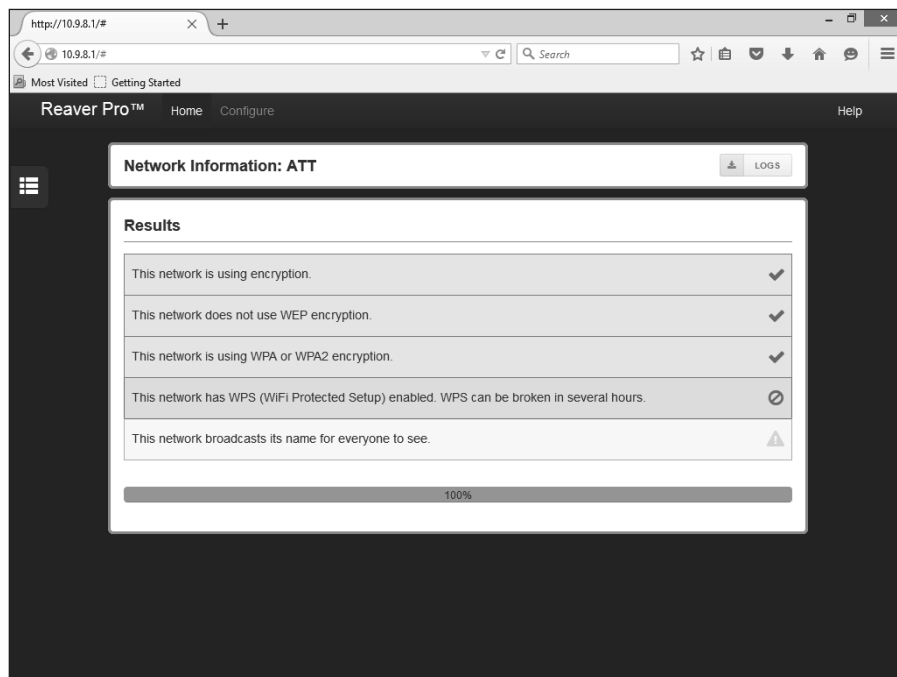 http://10.9.8.1/#
10.9.8.1/#
Search
Most Visited Getting Started
Reaver Pro™ Home Configure Help
Network Information: ATT
LOGS
Results
This network is using encryption.
This network does not use WEP encryption.
This network is using WPA or WPA2 encryption.
This network has WPS (WiFi Protected Setup) enabled. WPS can be broken in several hours.
This network broadcasts its name for everyone to see.
100%